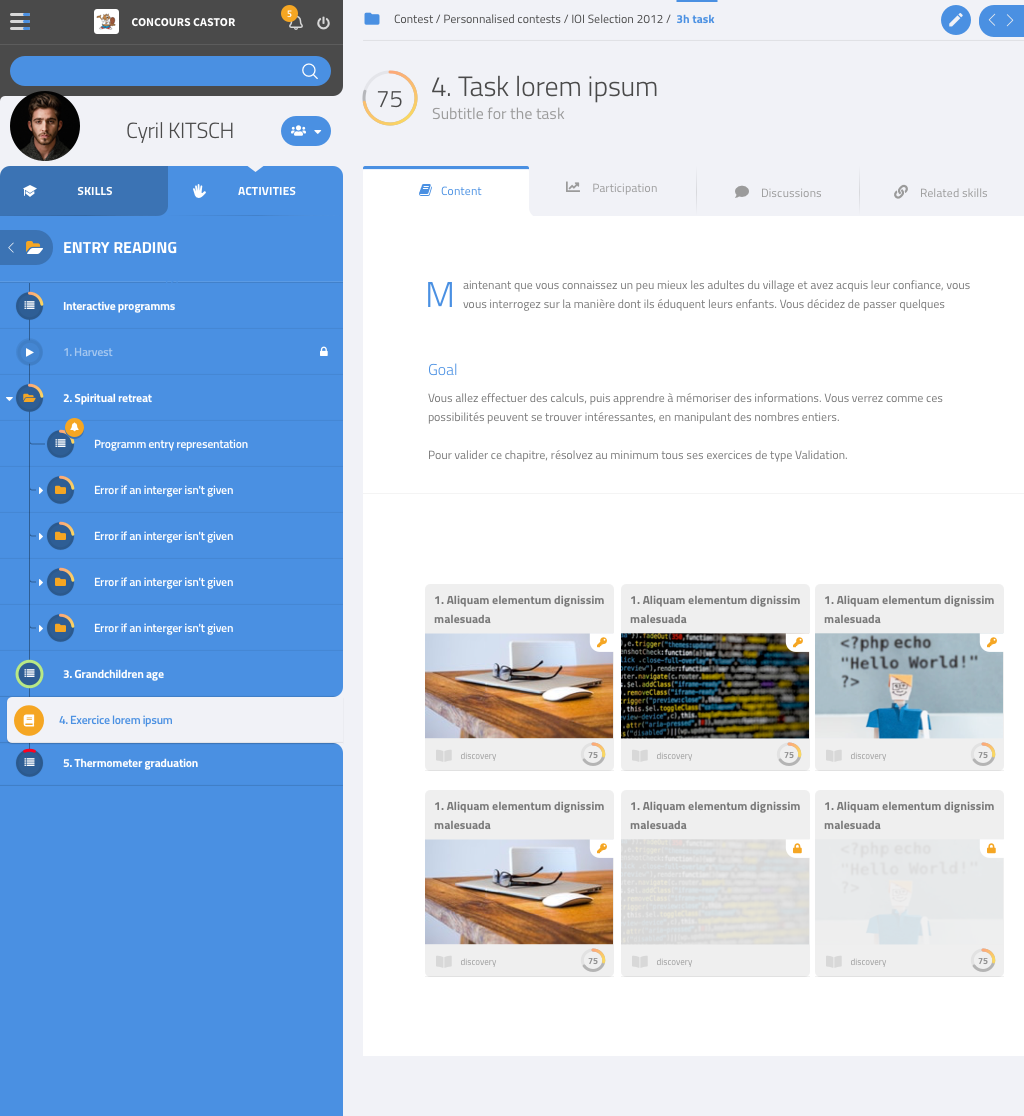 CONCOURS CASTOR
5
Cyril KITSCH
SKILLS
ACTIVITIES
ENTRY READING
Interactive programms
1. Harvest
2. Spiritual retreat
Programm entry representation
Error if an interger isn't given
Error if an interger isn't given
Error if an interger isn't given
Error if an interger isn't given
3. Grandchildren age
4. Exercice lorem ipsum
5. Thermometer graduation
Contest / Personnalised contests / IOI Selection 2012 / 3h task
75
4. Task lorem ipsum
Subtitle for the task
Content
Participation
Discussions
Related skills
Maintenant que vous connaissez un peu mieux les adultes du village et avez acquis leur confiance, vous
vous interrogez sur la manière dont ils éduquent leurs enfants. Vous décidez de passer quelques
Goal
Vous allez effectuer des calculs, puis apprendre à mémoriser des informations. Vous verrez comme ces
possibilités peuvent se trouver intéressantes, en manipulant des nombres entiers.
Pour valider ce chapitre, résolvez au minimum tous ses exercices de type Validation.
1. Aliquam elementum dignissim
malesuada
discovery
75
1. Aliquam elementum dignissim
malesuada
discovery
75
1. Aliquam elementum dignissim
malesuada
<?php echo
"Hello World!"
?>
discovery
75
1. Aliquam elementum dignissim
malesuada
discovery
75
1. Aliquam elementum dignissim
malesuada
discovery
1. Aliquam elementum dignissim
malesuada
<?php echo
"Hello World!"
?>
discovery
75